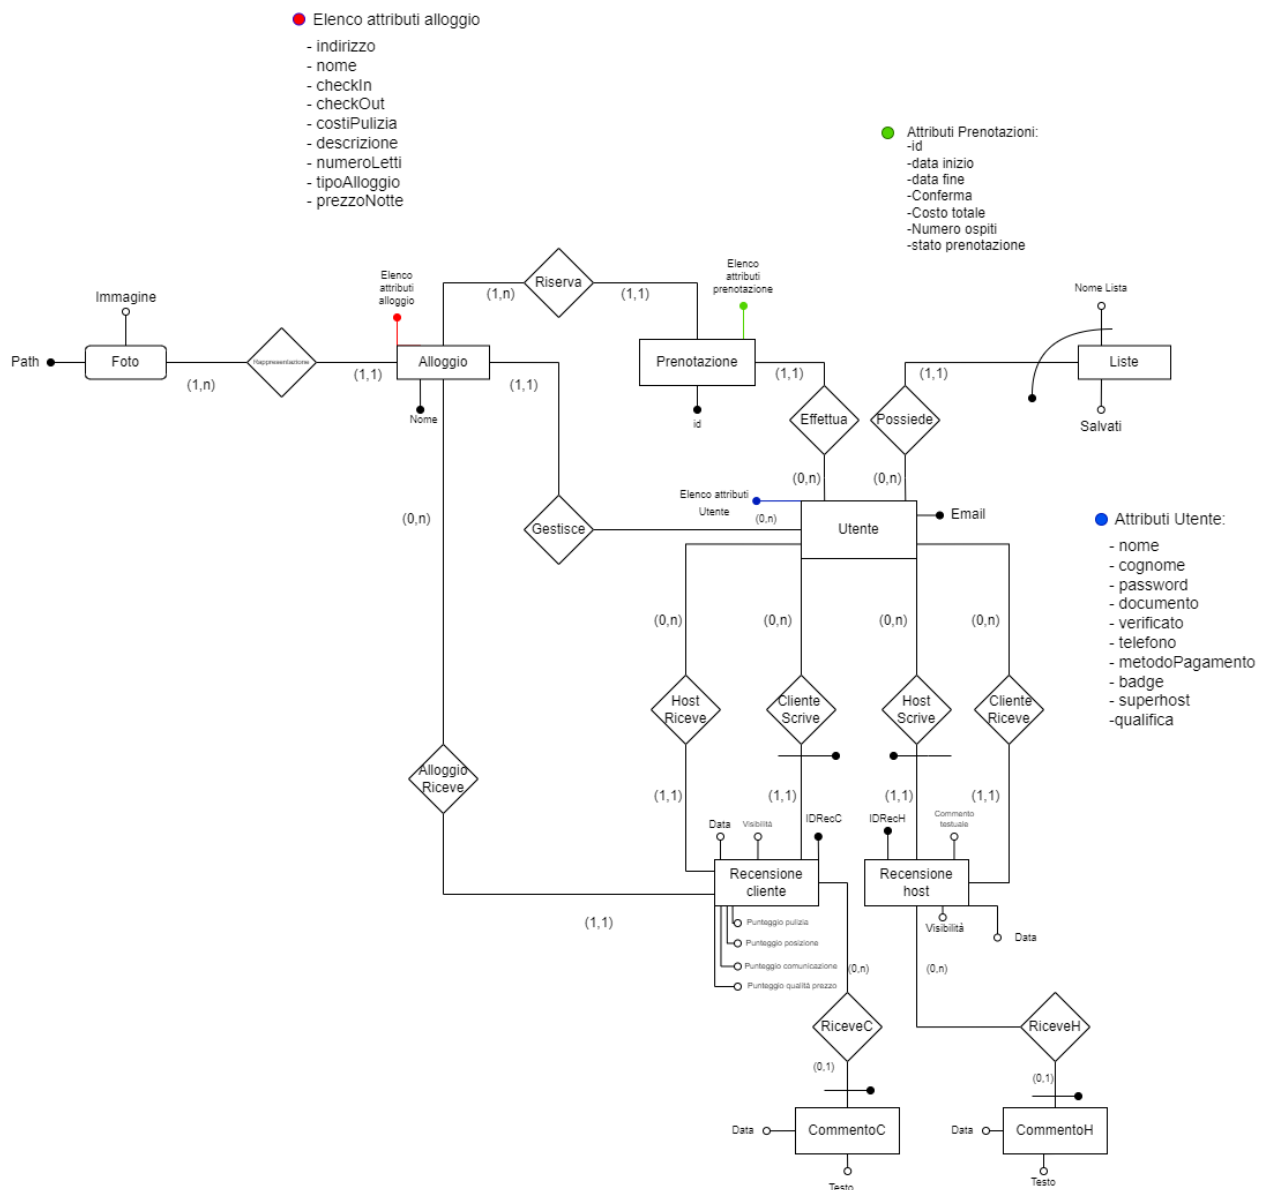 Elenco attributi alloggio
- indirizzo
- nome
- checkIn
- checkOut
- costiPulizia
- descrizione
- numeroLetti
- tipoAlloggio
- prezzoNotte
Attributi Prenotazioni:
-id
-data inizio
-data fine
-Conferma
-Costo totale
-Numero ospiti
-stato prenotazione
Elenco
attributi
alloggio
Riserva
(1,n)
(1,1)
Elenco
attributi
prenotazione
Nome Lista
Immagine
Path
Foto
(1,n)
Rappresentazione
(1,1)
Alloggio
(1,1)
Nome
Prenotazione
(1,1)
id
(1,1)
Liste
Salvati
Effettua
Possiede
(0,n)
(0,n)
Elenco attributi
Utente
(0,n)
Utente
Email
(0,n)
Gestisce
Attributi Utente:
- nome
- cognome
- password
- documento
- verificato
- telefono
- metodoPagamento
- badge
- superhost
-qualifica
(0,n)
(0,n)
(0,n)
(0,n)
Host
Riceve
Cliente
Scrive
Host
Scrive
Cliente
Riceve
Alloggio
Riceve
(1,1)
(1,1)
(1,1)
(1,1)
Data
Visibilità
IDRecC
IDRecH
Commento
testuale
Recensione
cliente
Recensione
host
(1,1)
Punteggio pulizia
Punteggio posizione
Punteggio comunicazione
Punteggio qualità prezzo
Visibilità
Data
(0,n)
(0,n)
RiceveC
RiceveH
(0,1)
(0,1)
Data
CommentoC
Data
CommentoH
Testo
Testo